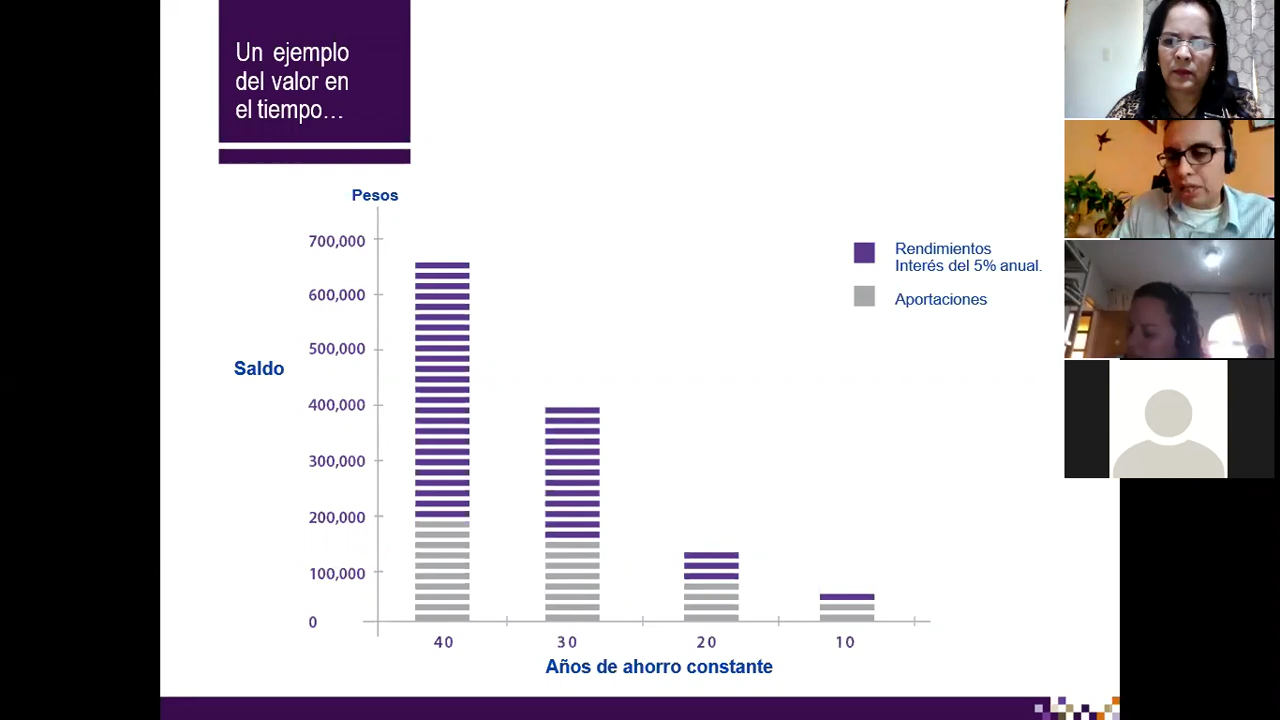 Un ejemplo
del valor en
el tiempo…
Pesos
700,000
600,000
500,000
400,000
300,000
200,000
100,000
0
Saldo
Rendimientos
Interés del 5% anual.
Aportaciones
40 30 20 10
Años de ahorro constante